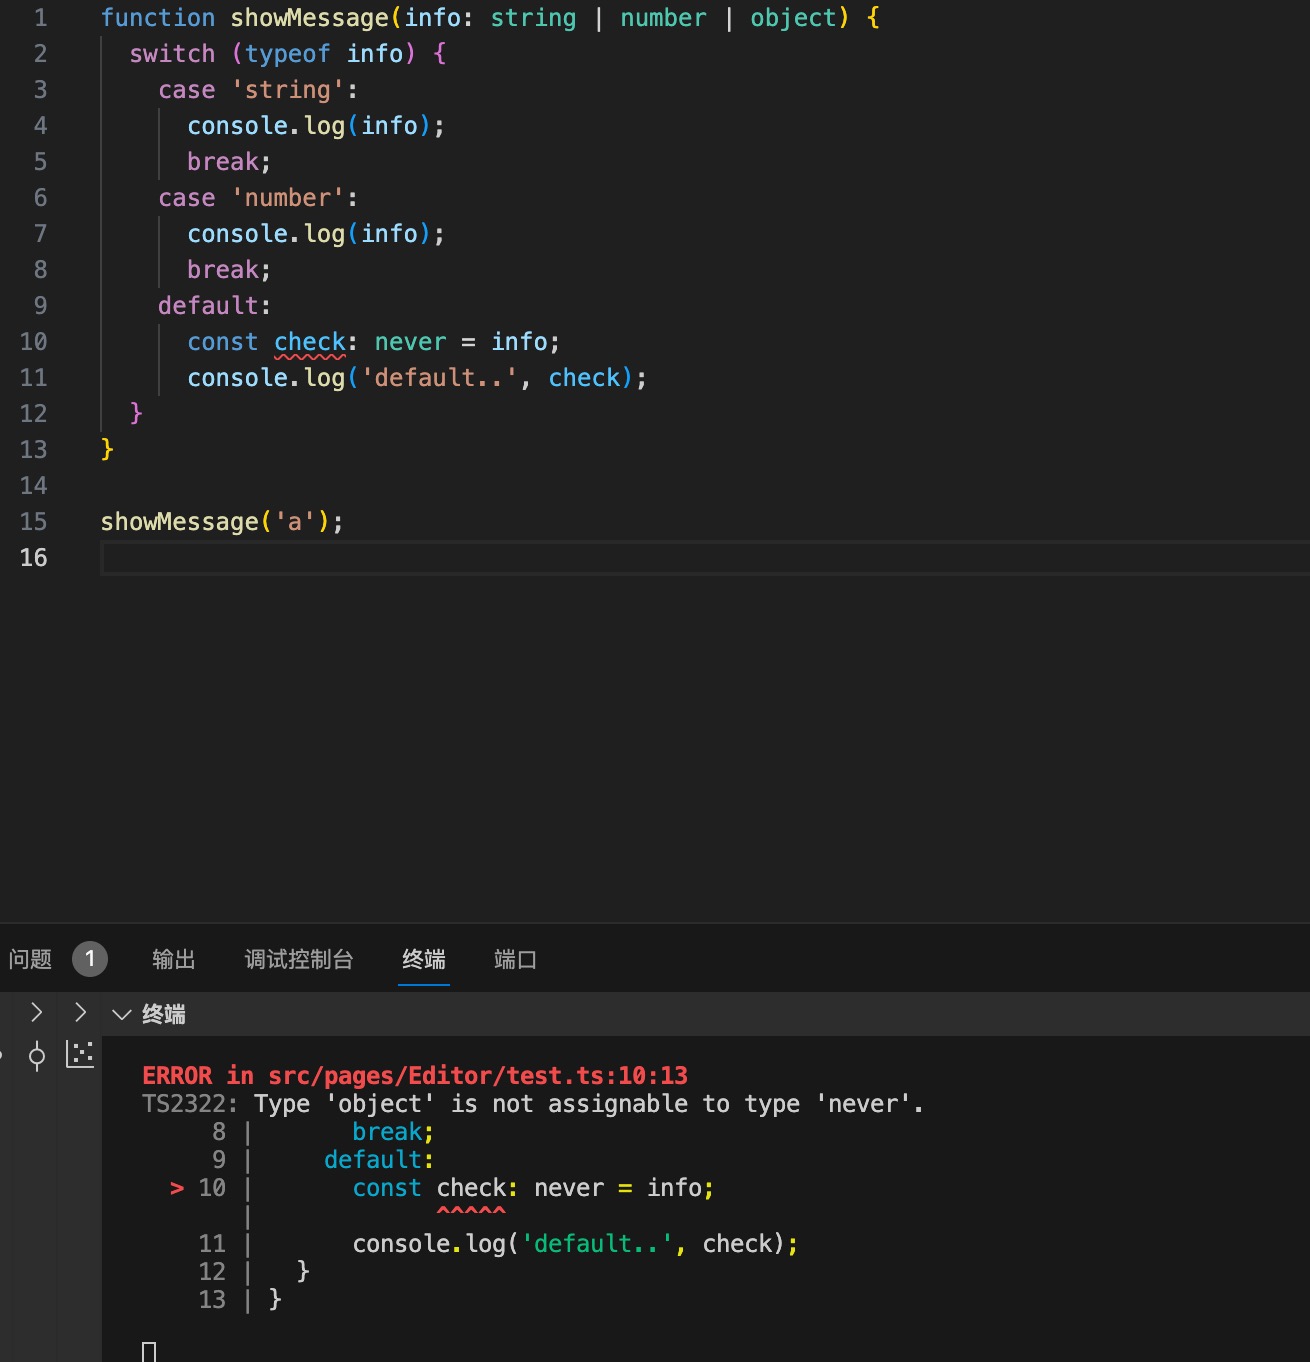 1 function showMessage(info: string | number | object) {
2   switch (typeof info) {
3     case 'string':
4       console.log(info);
5       break;
6     case 'number':
7       console.log(info);
8       break;
9     default:
10       const check: never = info;
11       console.log('default..', check);
12   }
13 }
14
15 showMessage('a');
16
问题 1 输出 调试控制台 终端 端口
终端
ERROR in src/pages/Editor/test.ts:10:13
TS2322: Type 'object' is not assignable to type 'never'.
8 |       break;
9 |     default:
> 10 |       const check: never = info;
|             ^^^^^
11 |       console.log('default..', check);
12 |   }
13 | }